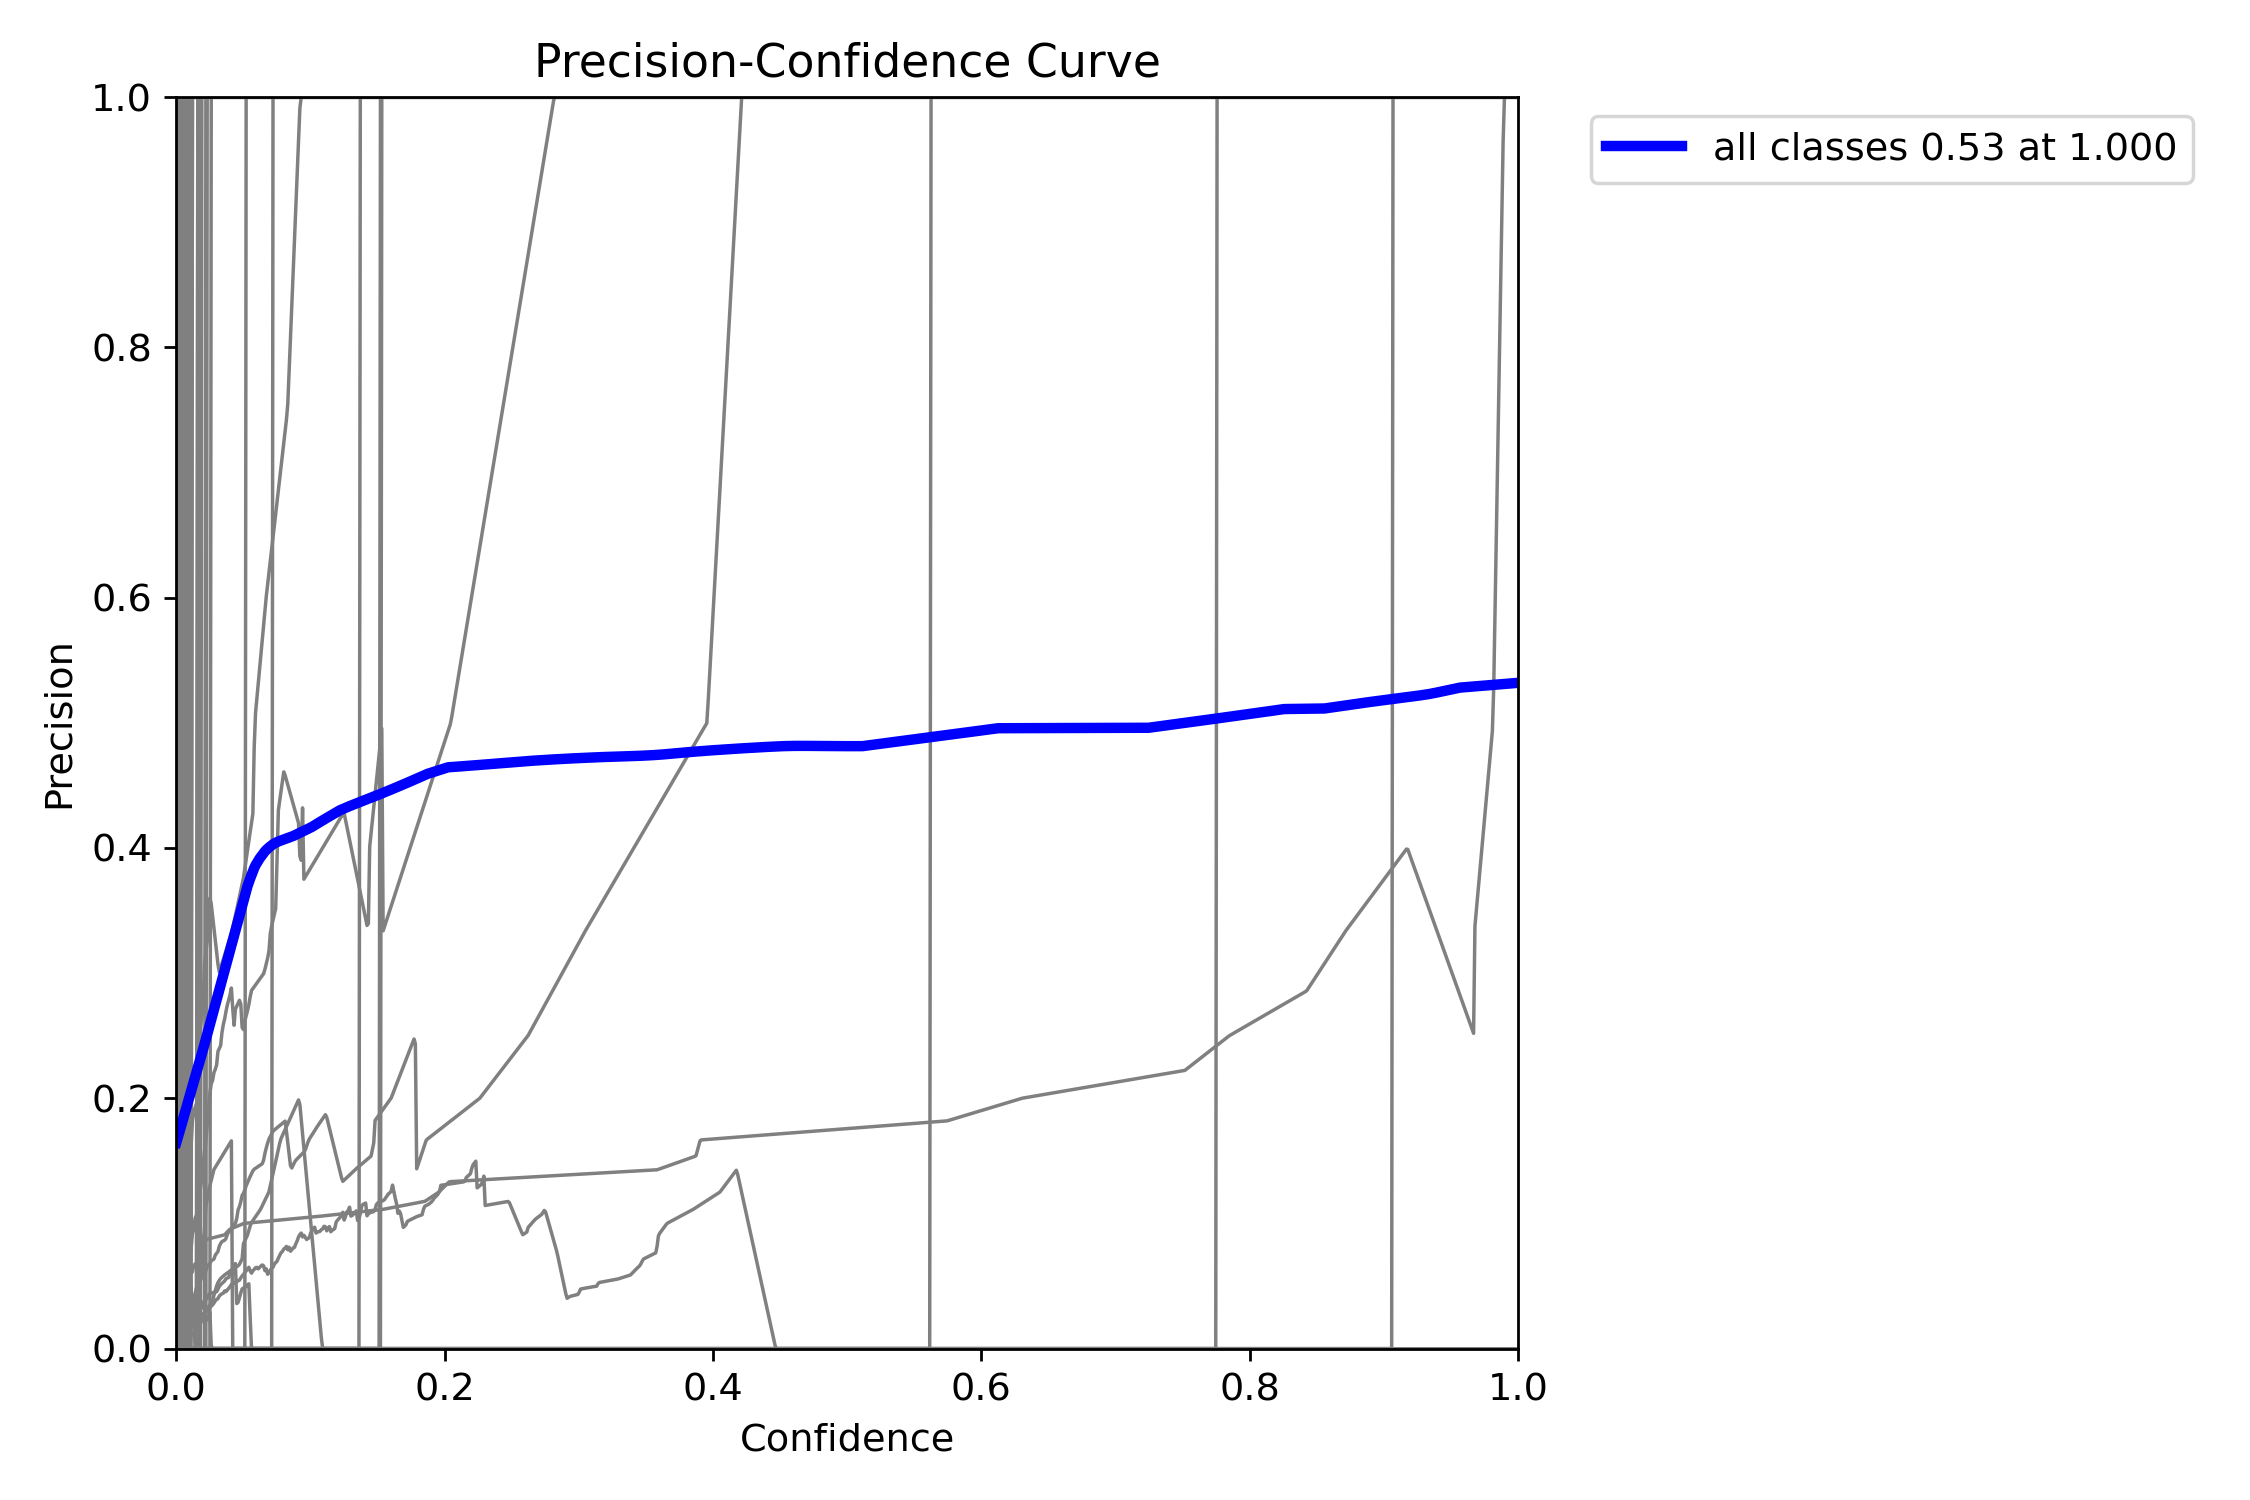 Precision-Confidence Curve
all classes 0.53 at 1.000
1.0
0.8
0.6
0.4
0.2
0.0
Precision
0.0 0.2 0.4 0.6 0.8 1.0
Confidence